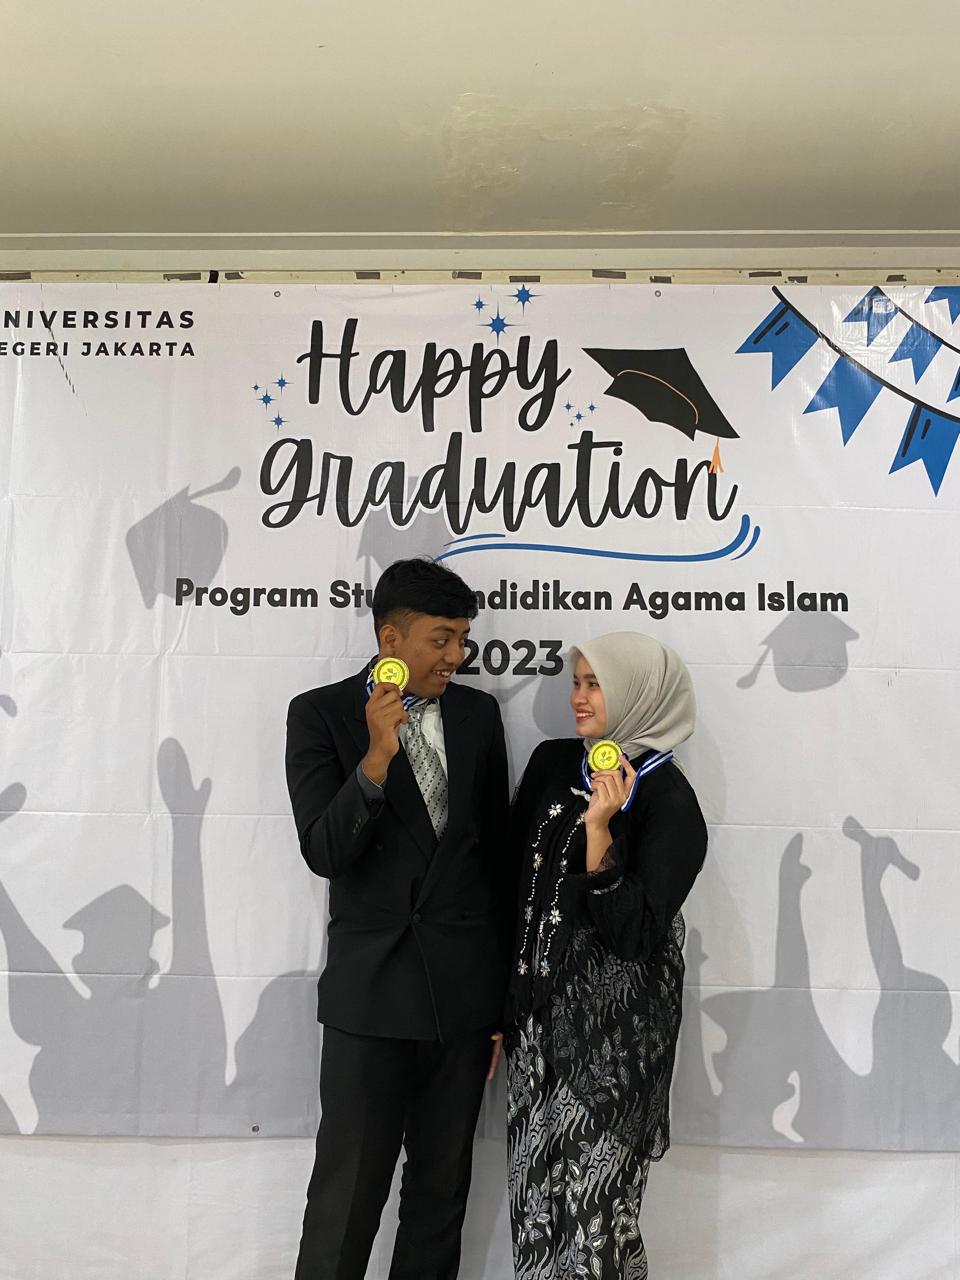 NIVERSITAS
EGERI JAKARTA
Happy
graduation
Program Stu ndidikan Agama Islam
2023